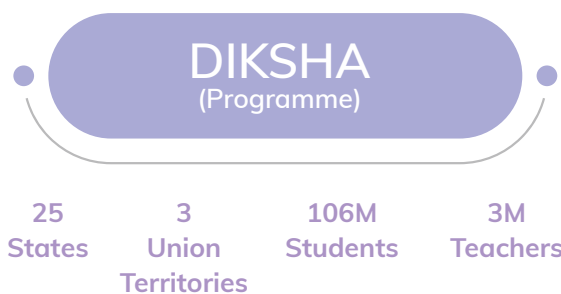 DIKSHA
(Programme)
25
States
3
Union
Territories
106M
Students
3M
Teachers